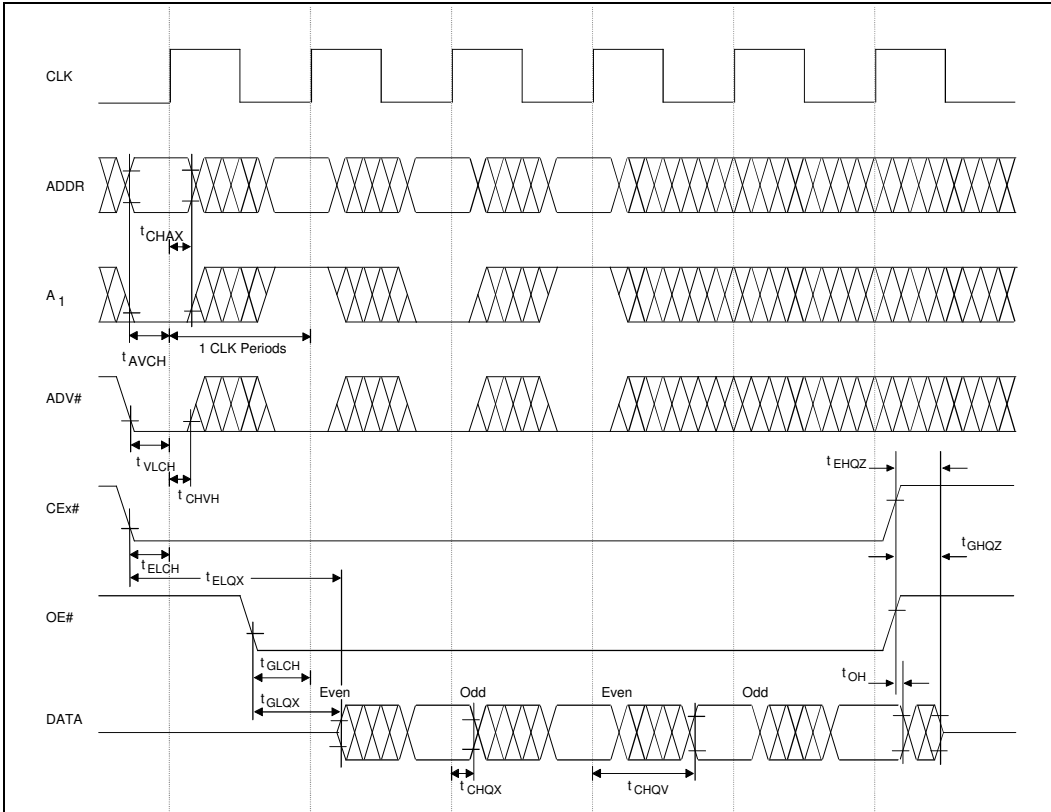 CLK
ADDR
t CHAX
A 1
1 CLK Periods
t AVCH
ADV#
t VLCH
t CHVH
t EHQZ
CEx#
t GHQZ
t ELCH
t ELQX
OE#
t GLCH
t OH
t GLQX
Even Odd Even Odd
DATA
t CHQX
t CHQV